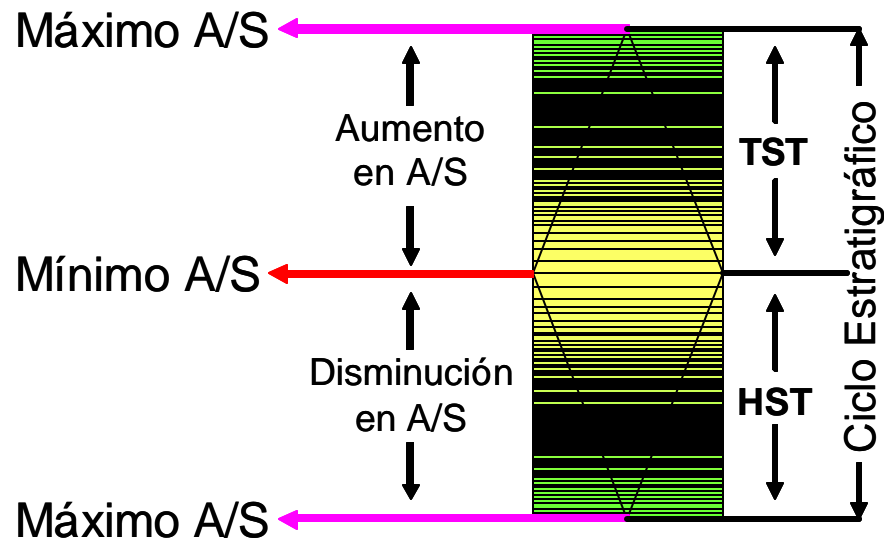 Máximo A/S
Aumento
en A/S
TST
Mínimo A/S
Disminución
en A/S
HST
Máximo A/S
Ciclo Estratigráfico